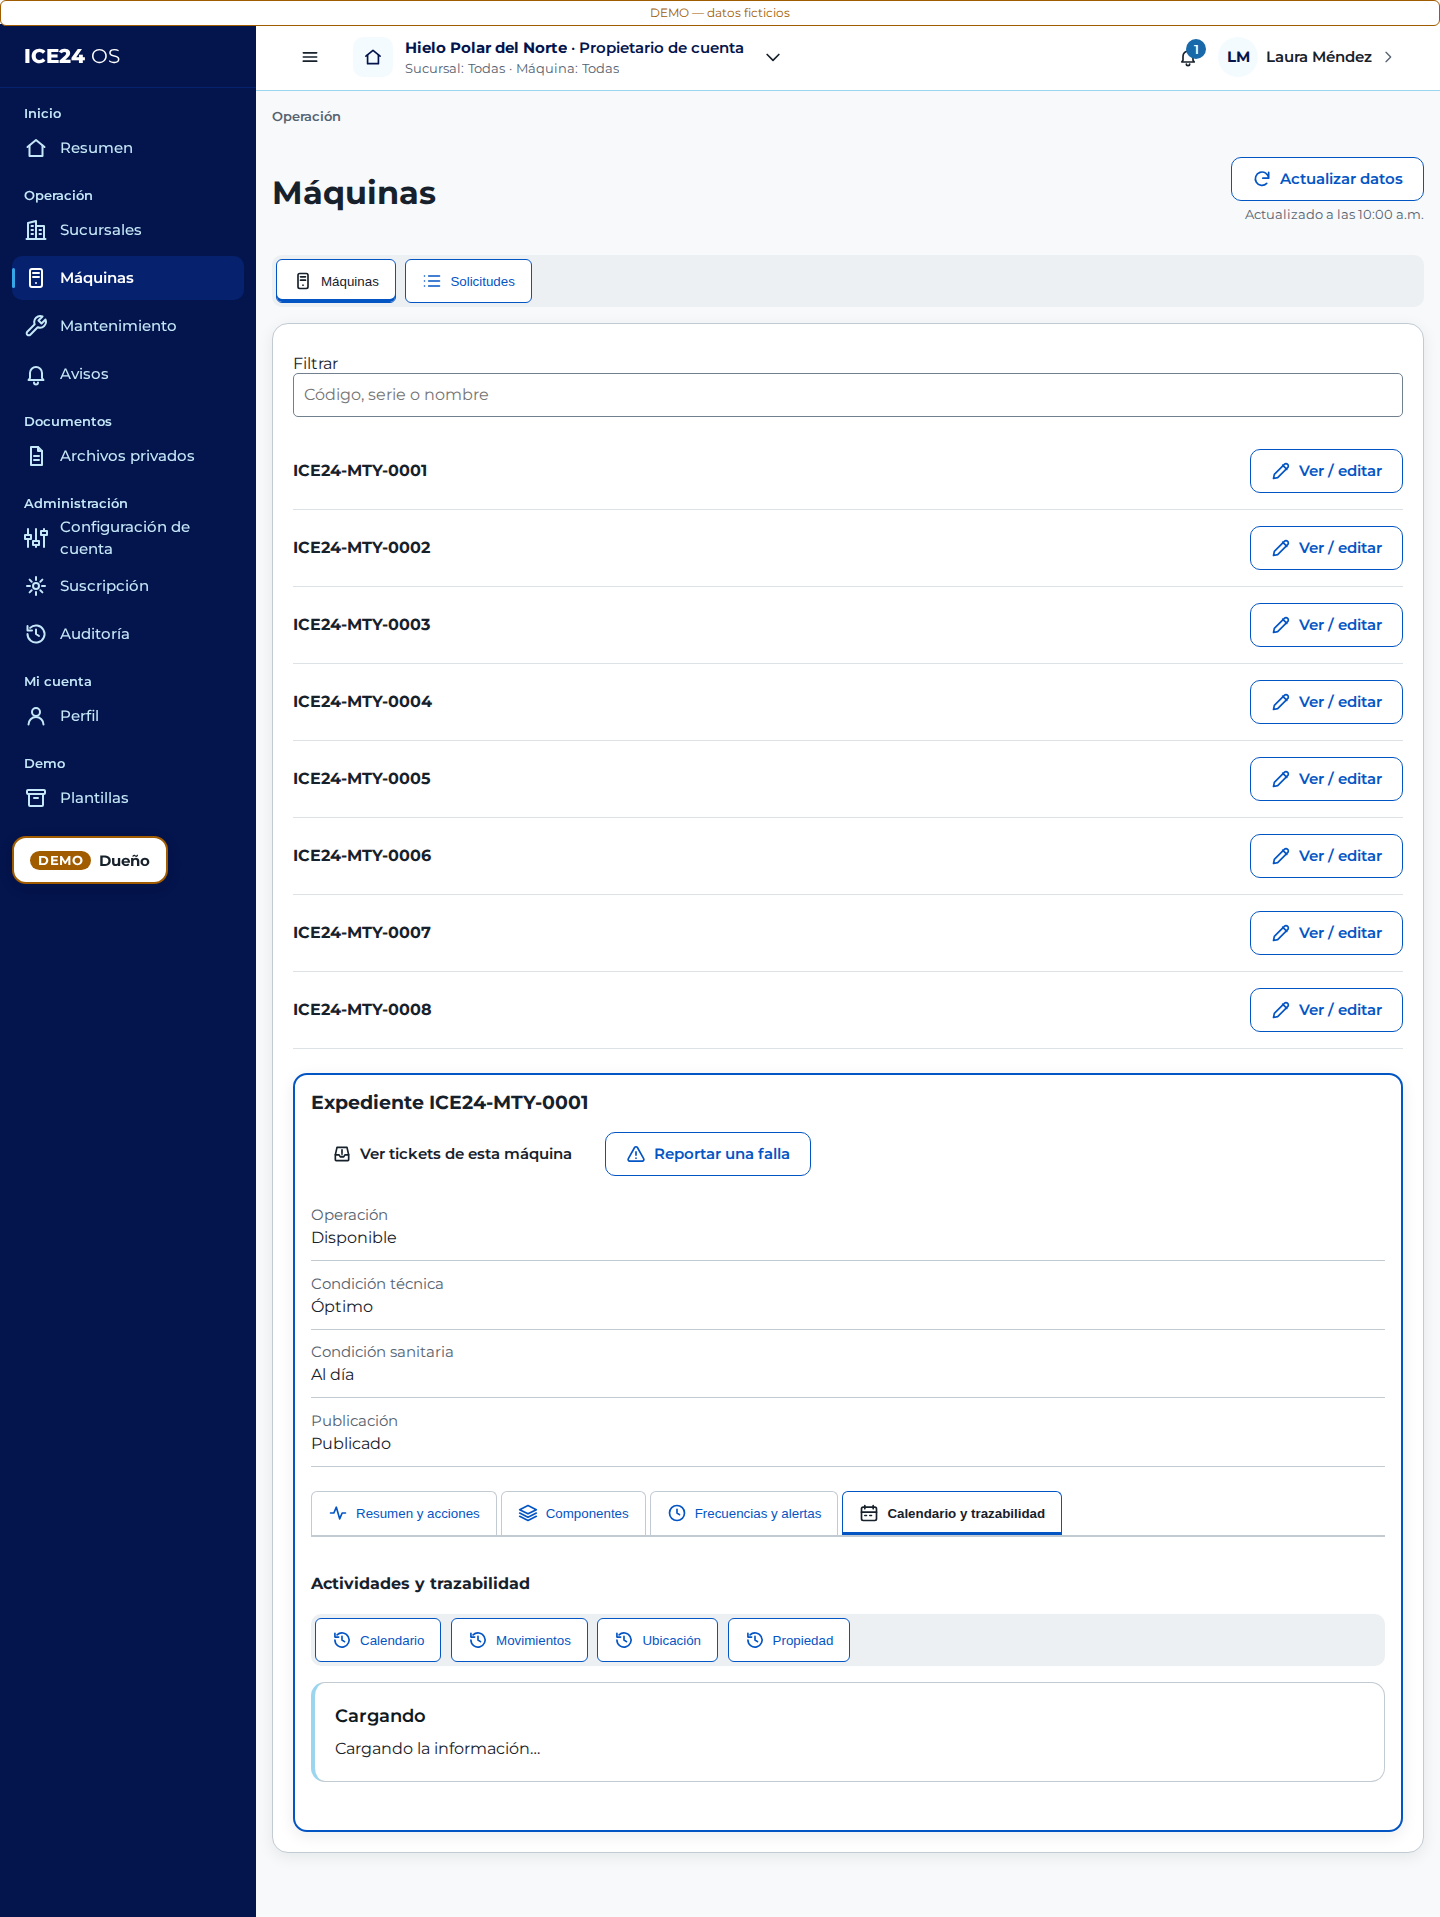 DEMO — datos ficticios
ICE24 OS
Inicio
Resumen
Operación
Sucursales
Máquinas
Mantenimiento
Avisos
Documentos
Archivos privados
Administración
Configuración de
cuenta
Suscripción
Auditoría
Mi cuenta
Perfil
Demo
Plantillas
DEMO Dueño
Hielo Polar del Norte · Propietario de cuenta
Sucursal: Todas · Máquina: Todas
1
LM Laura Méndez
Operación
Máquinas
Actualizar datos
Actualizado a las 10:00 a.m.
Máquinas Solicitudes
Filtrar
Código, serie o nombre
ICE24-MTY-0001 Ver / editar
ICE24-MTY-0002 Ver / editar
ICE24-MTY-0003 Ver / editar
ICE24-MTY-0004 Ver / editar
ICE24-MTY-0005 Ver / editar
ICE24-MTY-0006 Ver / editar
ICE24-MTY-0007 Ver / editar
ICE24-MTY-0008 Ver / editar
Expediente ICE24-MTY-0001
Ver tickets de esta máquina Reportar una falla
Operación
Disponible
Condición técnica
Óptimo
Condición sanitaria
Al día
Publicación
Publicado
Resumen y acciones Componentes Frecuencias y alertas Calendario y trazabilidad
Actividades y trazabilidad
Calendario Movimientos Ubicación Propiedad
Cargando
Cargando la información…